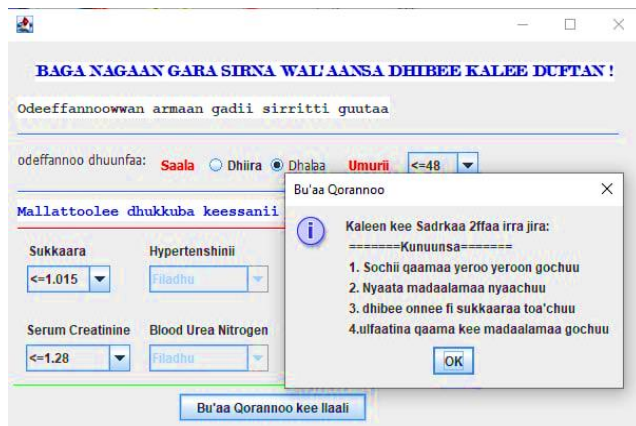 BAGA NAGAAN GARA SIRNA WAL'AANSA DHIBEE KALEE DUFTAN !
Odeeffannoowwan armaan gadii sirritti guutaa
odeffannoo dhuunfaa: Saala Dhiira Dhalaa Umurii <=48
Mallattoolee dhukkuba keessanii
Sukkaara Hypertenshinii
<=1.015 Filadhu
Serum Creatinine Blood Urea Nitrogen
<=1.28 Filadhu
Bu'aa Qorannoo kee Ilaali
Bu'aa Qorannoo
Kaleen kee Sadrkaa 2ffaa irra jira:
=======Kunuunsa=======
1. Sochii qaamaa yeroo yeroon gochuu
2. Nyaata madaalamaa nyaachuu
3. dhibee onnee fi sukkaaraa toa'chuu
4.ulfaatina qaama kee madaalamaa gochuu
OK